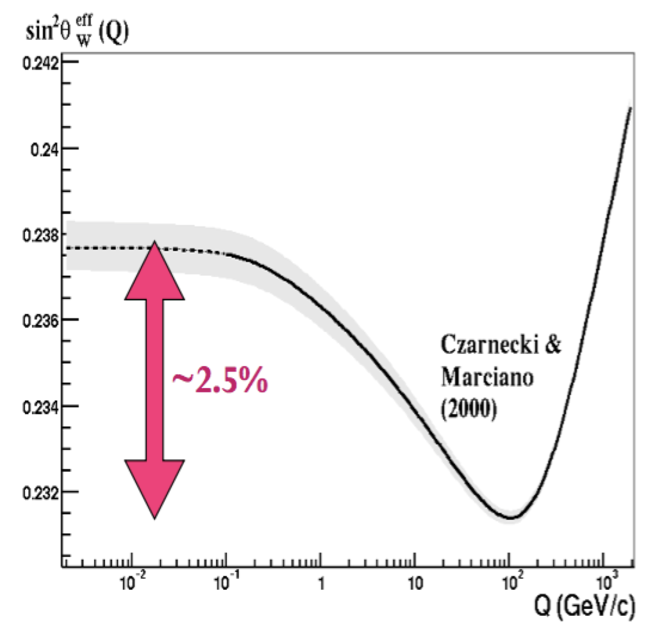 sin²θ eff W (Q)
0.242
0.24
0.238
0.236
0.234
0.232
~2.5%
Czarnecki &
Marciano
(2000)
10⁻² 10⁻¹ 1 10 10² 10³
Q (GeV/c)